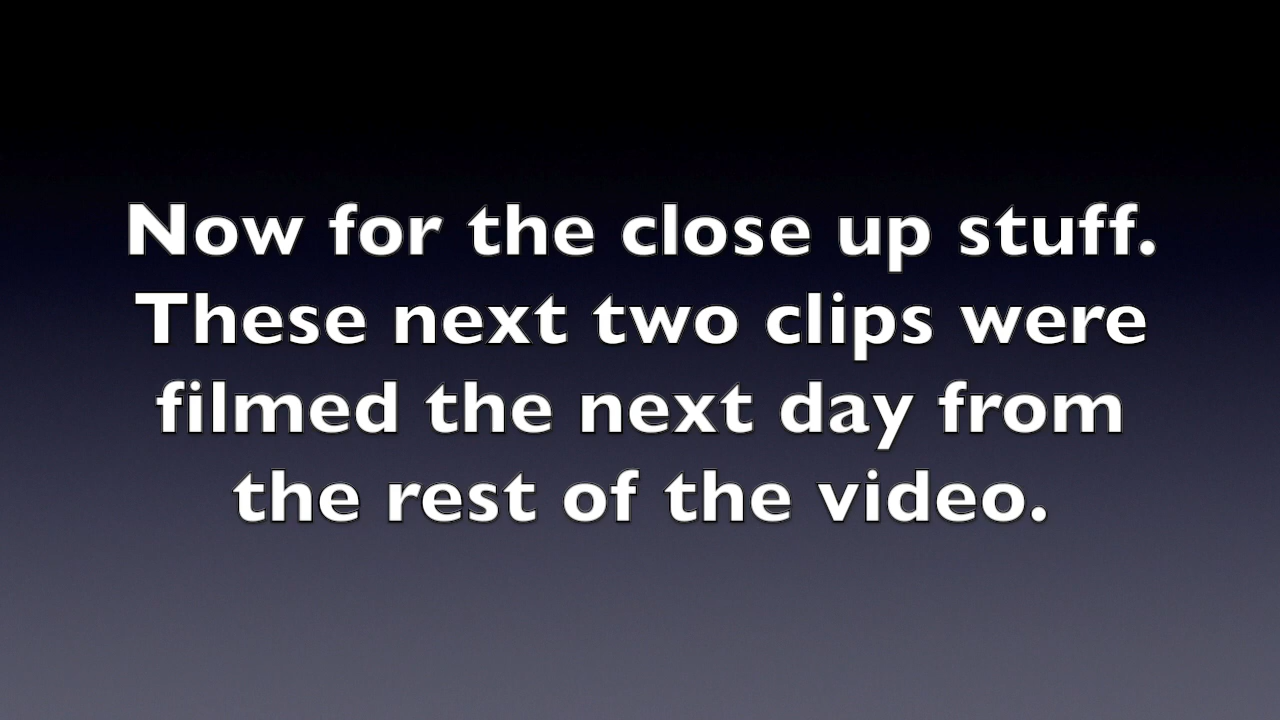 Now for the close up stuff.
These next two clips were
filmed the next day from
the rest of the video.